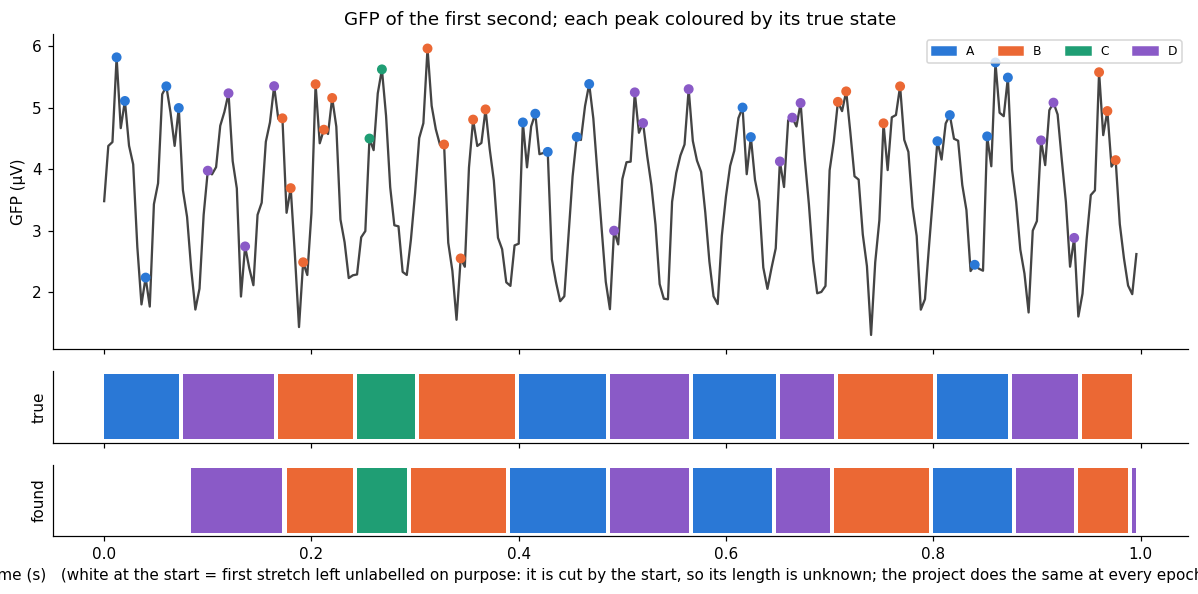 GFP of the first second; each peak coloured by its true state
A B C D
GFP (µV)
6
5
4
3
2
true
found
0.0 0.2 0.4 0.6 0.8 1.0
me (s) (white at the start = first stretch left unlabelled on purpose: it is cut by the start, so its length is unknown; the project does the same at every epoch